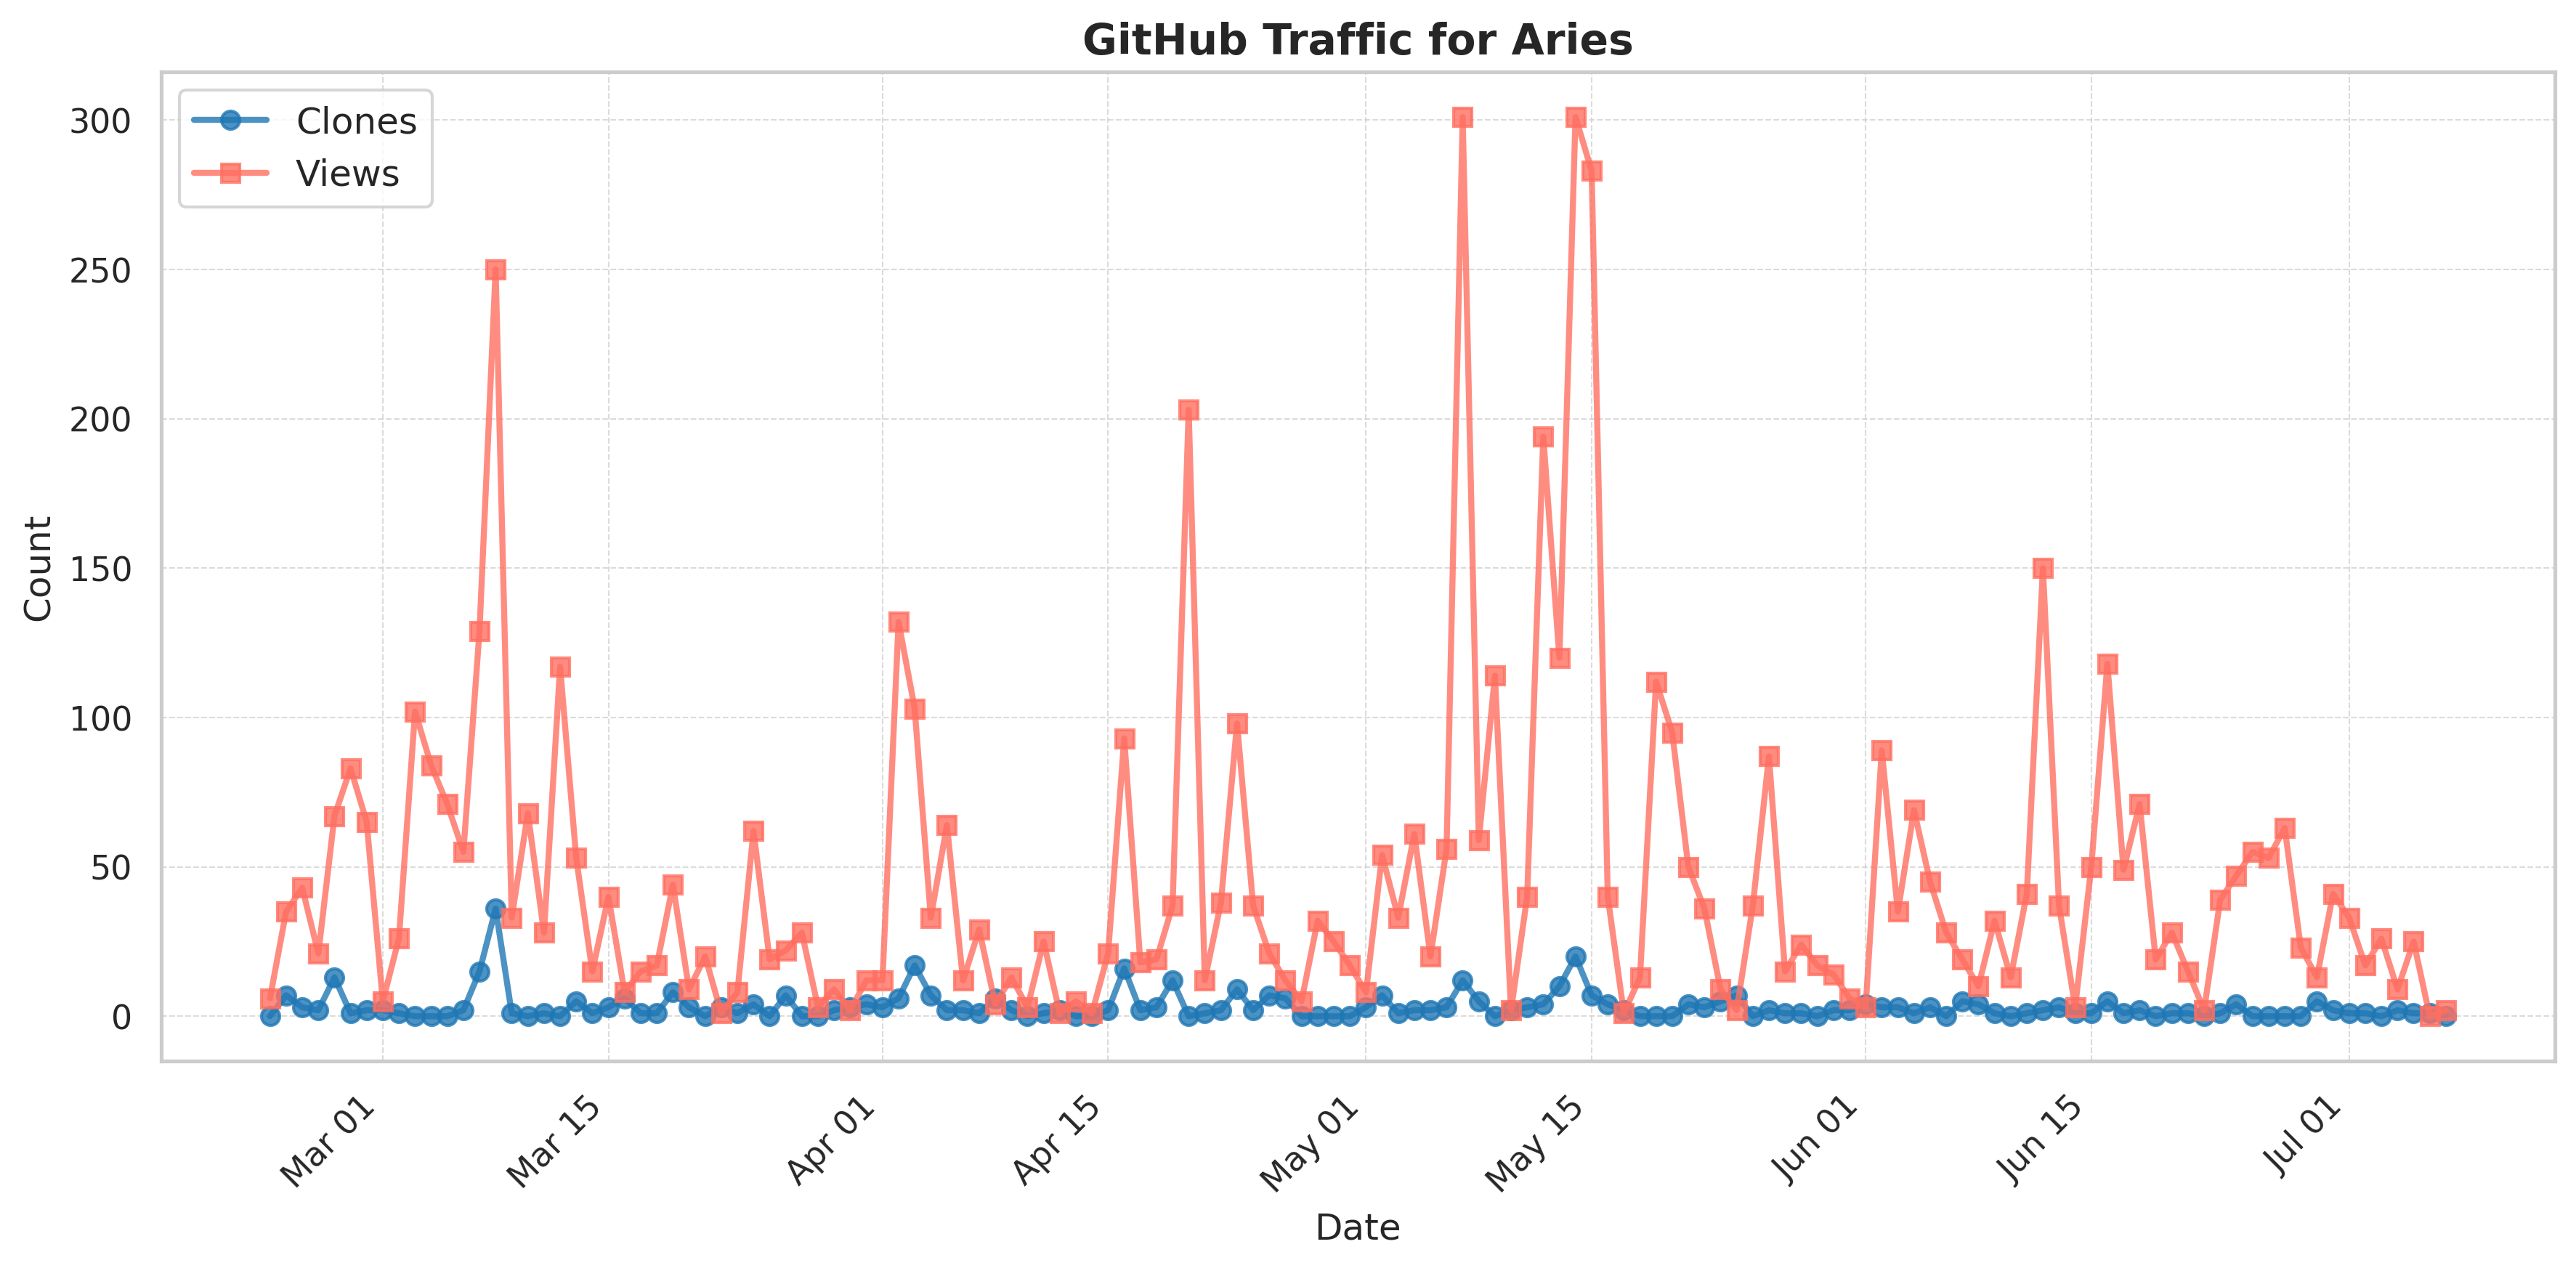 GitHub Traffic for Aries
Clones
Views
300
250
200
150
100
50
0
Count
Mar 01
Mar 15
Apr 01
Apr 15
May 01
May 15
Jun 01
Jun 15
Jul 01
Date